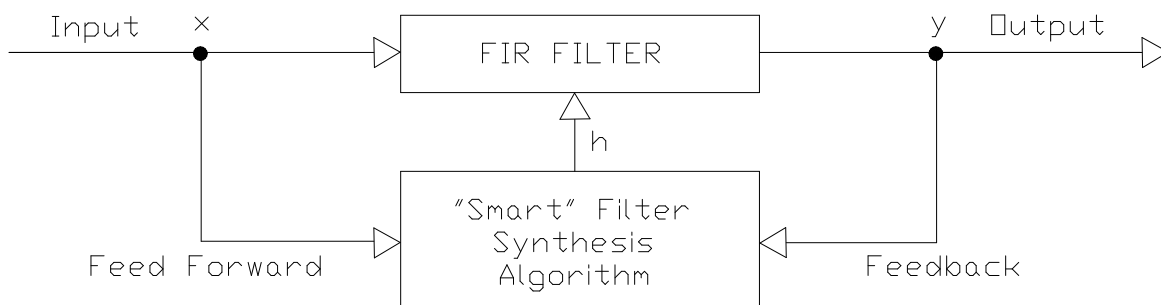 Input
x
y
Output
FIR FILTER
h
"Smart" Filter
Synthesis
Algorithm
Feed Forward
Feedback